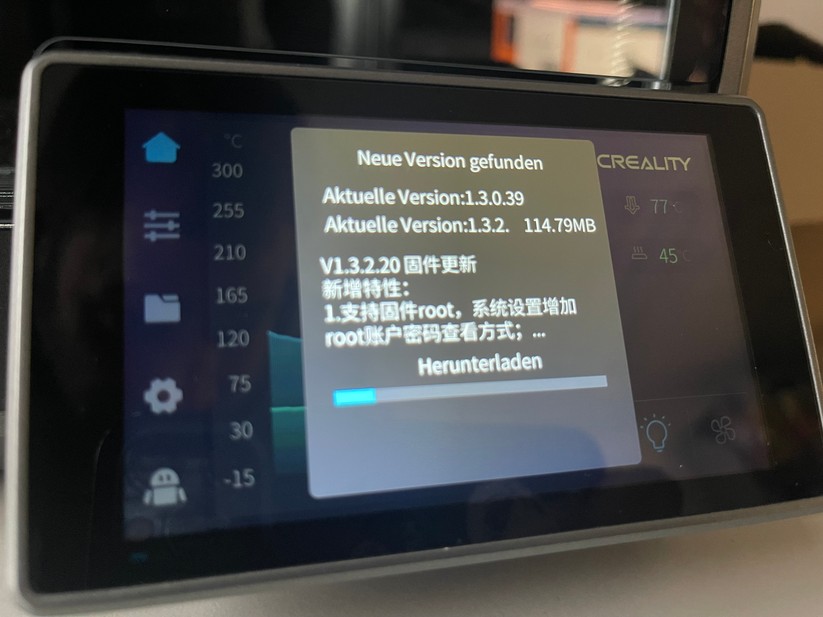 °C
300
255
210
165
120
75
30
-15
Neue Version gefunden
Aktuelle Version:1.3.0.39
Aktuelle Version:1.3.2. 114.79MB
V1.3.2.20 固件更新
新增特性：
1.支持固件root，系统设置增加
root账户密码查看方式；...
Herunterladen
CREALITY
77°C
45°C